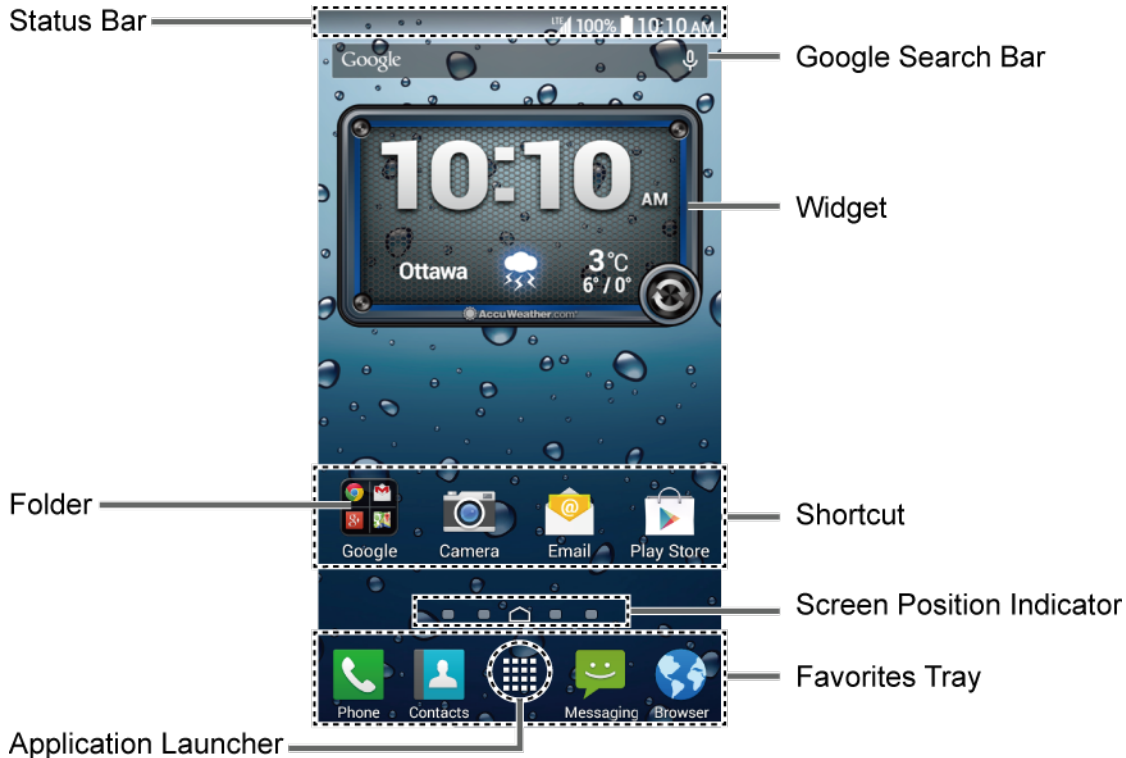 Status Bar
LTE 100% 10:10 AM
Google
Google Search Bar
10:10 AM
Widget
Ottawa
3°C
6°/0°
AccuWeather.com®
Folder
Shortcut
Google Camera Email Play Store
Screen Position Indicator
Favorites Tray
Phone Contacts Messaging Browser
Application Launcher